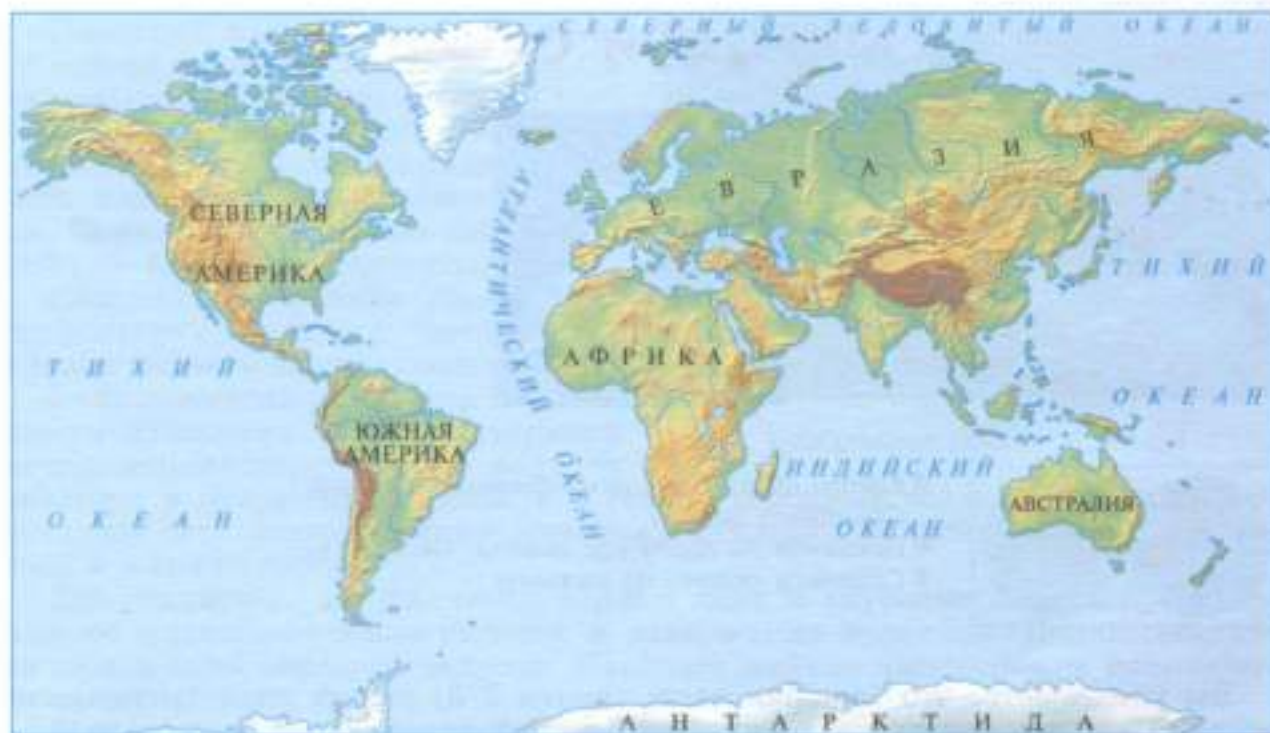 СЕВЕРНЫЙ ЛЕДОВИТЫЙ ОКЕАН
ЕВРАЗИЯ
СЕВЕРНАЯ
АМЕРИКА
АТЛАНТИЧЕСКИЙ
ОКЕАН
ТИХИЙ
ОКЕАН
АФРИКА
ТИХИЙ
ОКЕАН
ЮЖНАЯ
АМЕРИКА
ИНДИЙСКИЙ
ОКЕАН
АВСТРАЛИЯ
АНТАРКТИДА